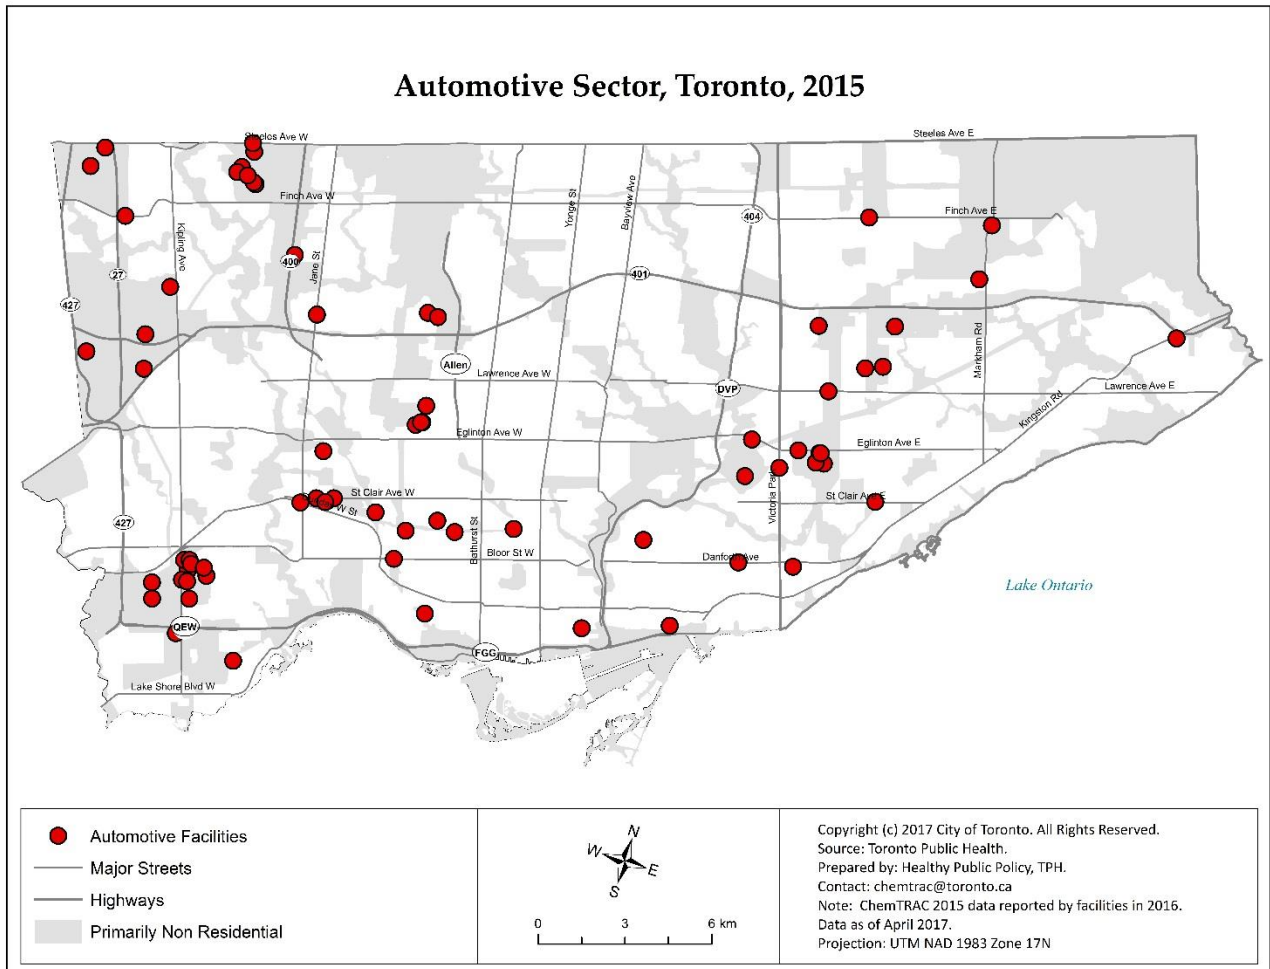 Automotive Sector, Toronto, 2015
Steeles Ave W
Steeles Ave E
Finch Ave W
Finch Ave E
Kipling Ave
Jane St
Yonge St
Bayview Ave
404
400
401
27
427
Allen
Lawrence Ave W
DVP
Markham Rd
Lawrence Ave E
Kingston Rd
Eglinton Ave W
Eglinton Ave E
St Clair Ave W
W St
Victoria Park
St Clair Ave E
427
Bathurst St
Bloor St W
Danforth Ave
Lake Ontario
QEW
FGG
Lake Shore Blvd W
Automotive Facilities
Major Streets
Highways
Primarily Non Residential
N
W
E
S
0 3 6 km
Copyright (c) 2017 City of Toronto. All Rights Reserved.
Source: Toronto Public Health.
Prepared by: Healthy Public Policy, TPH.
Contact: chemtrac@toronto.ca
Note: ChemTRAC 2015 data reported by facilities in 2016.
Data as of April 2017.
Projection: UTM NAD 1983 Zone 17N